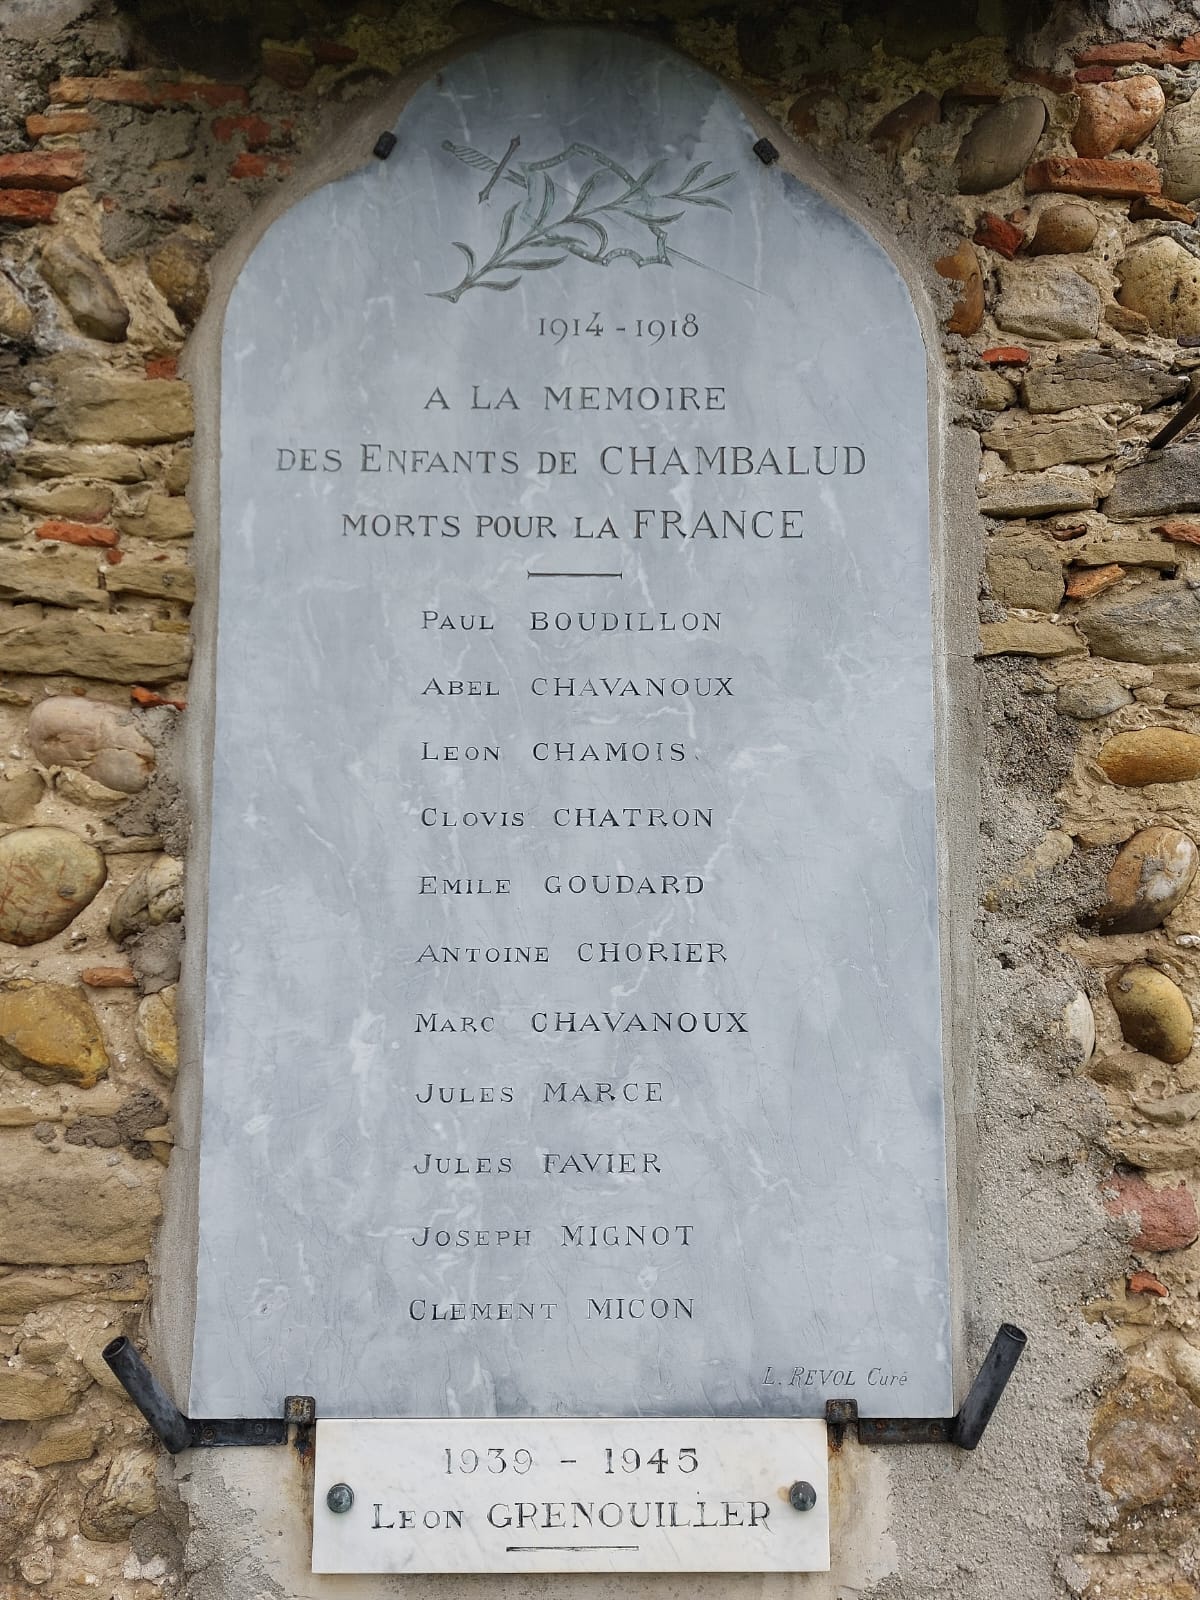 1914 - 1918
A LA MEMOIRE
DES ENFANTS DE CHAMBALUD
MORTS POUR LA FRANCE
PAUL BOUDILLON
ABEL CHAVANOUX
LEON CHAMOIS
CLOVIS CHATRON
EMILE GOUDARD
ANTOINE CHORIER
MARC CHAVANOUX
JULES MARCE
JULES FAVIER
JOSEPH MIGNOT
CLEMENT MICON
L. REVOL Curé
1939 - 1945
LEON GRENOUILLER